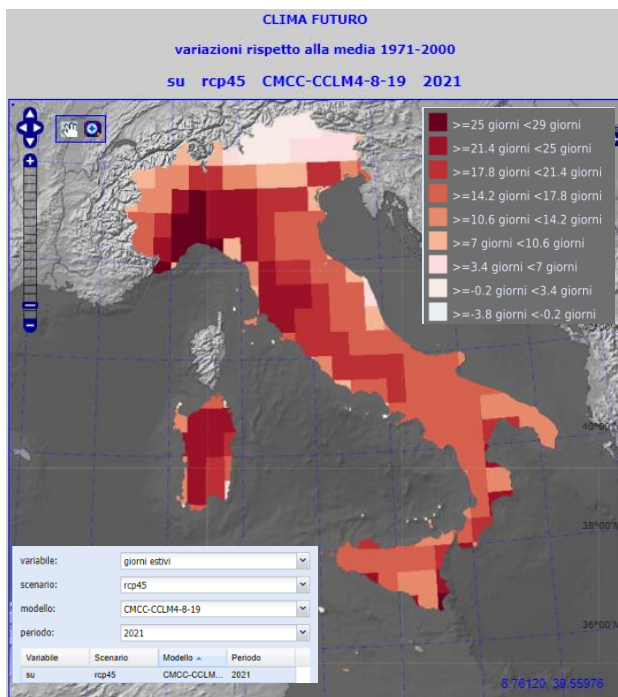 CLIMA FUTURO
variazioni rispetto alla media 1971-2000
su rcp45 CMCC-CCLM4-8-19 2021
>=25 giorni <29 giorni
>=21.4 giorni <25 giorni
>=17.8 giorni <21.4 giorni
>=14.2 giorni <17.8 giorni
>=10.6 giorni <14.2 giorni
>=7 giorni <10.6 giorni
>=3.4 giorni <7 giorni
>=-0.2 giorni <3.4 giorni
>=-3.8 giorni <-0.2 giorni
40°00'
38°00'
36°00'
variabile: giorni estivi
scenario: rcp45
modello: CMCC-CCLM4-8-19
periodo: 2021
Variabile Scenario Modello Periodo
su rcp45 CMCC-CCLM... 2021
8.76120, 39.55976